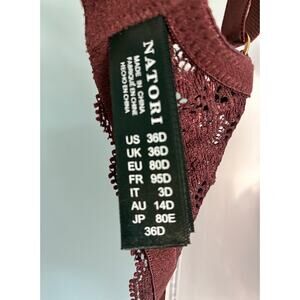 NATORI
MADE IN CHINA
FABRIQUÉ EN CHINE
HECHO EN CHINA
US 36D
UK 36D
EU 80D
FR 95D
IT 3D
AU 14D
JP 80E
36D